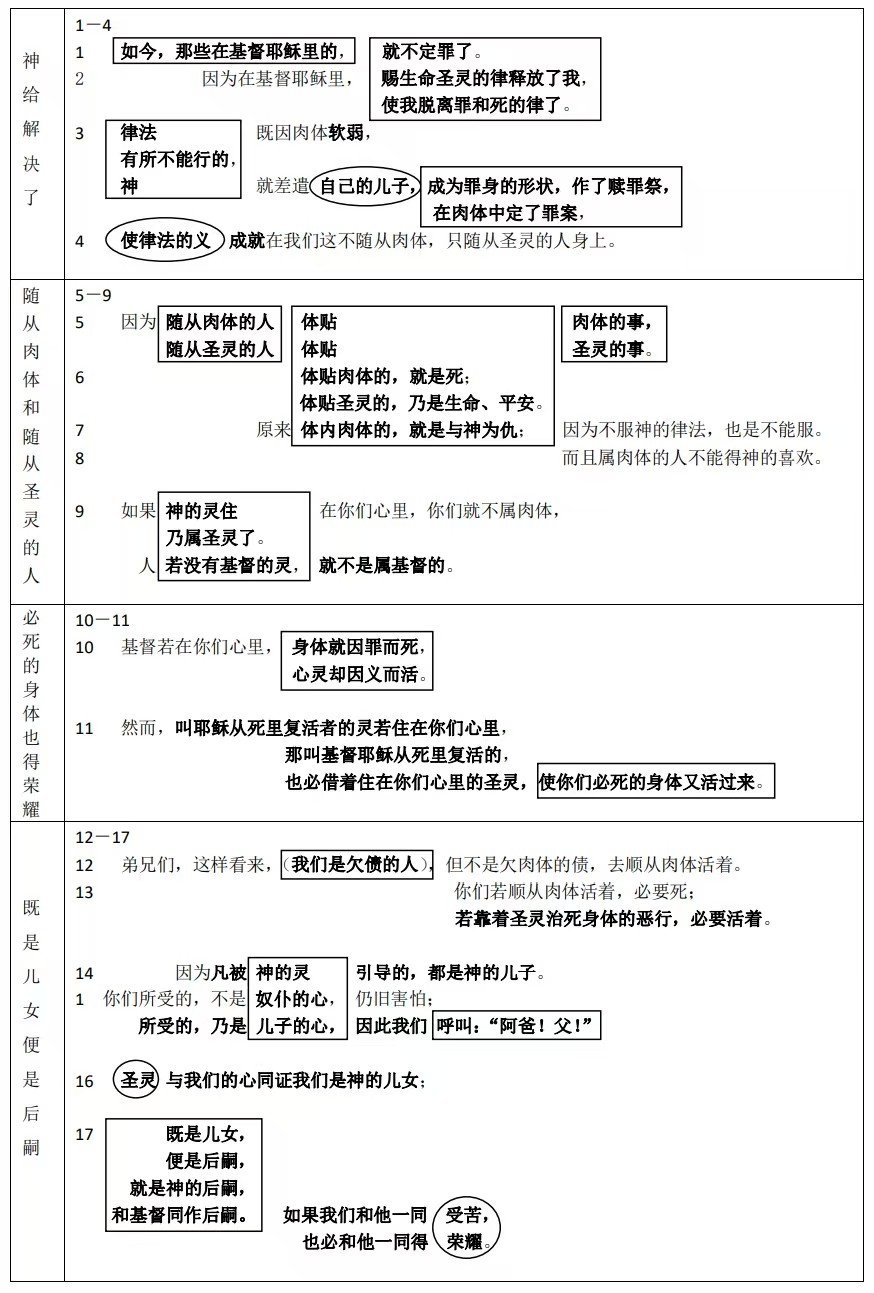 神给解决了
1－4
1 如今，那些在基督耶稣里的， 就不定罪了。
2 因为在基督耶稣里， 赐生命圣灵的律释放了我，
使我脱离罪和死的律了。
3 律法 既因肉体软弱，
有所不能行的，
神 就差遣自己的儿子， 成为罪身的形状，作了赎罪祭，
在肉体中定了罪案，
4 使律法的义 成就在我们这不随从肉体，只随从圣灵的人身上。
随从肉体和随从圣灵的人
5－9
5 因为 随从肉体的人 体贴 肉体的事，
随从圣灵的人 体贴 圣灵的事。
6 体贴肉体的，就是死；
体贴圣灵的，乃是生命、平安。
7 原来 体内肉体的，就是与神为仇； 因为不服神的律法，也是不能服。
8 而且属肉体的人不能得神的喜欢。
9 如果 神的灵住 在你们心里，你们就不属肉体，
乃属圣灵了。
人 若没有基督的灵， 就不是属基督的。
必死的身体也得荣耀
10－11
10 基督若在你们心里， 身体就因罪而死，
心灵却因义而活。
11 然而，叫耶稣从死里复活者的灵若住在你们心里，
那叫基督耶稣从死里复活的，
也必借着住在你们心里的圣灵，使你们必死的身体又活过来。
既是儿女便是后嗣
12－17
12 弟兄们，这样看来，（我们是欠债的人），但不是欠肉体的债，去顺从肉体活着。
13 你们若顺从肉体活着，必要死；
若靠着圣灵治死身体的恶行，必要活着。
14 因为凡被 神的灵 引导的，都是神的儿子。
1 你们所受的，不是 奴仆的心， 仍旧害怕；
所受的，乃是 儿子的心， 因此我们 呼叫：“阿爸！父！”
16 圣灵 与我们的心同证我们是神的儿女；
17 既是儿女，
便是后嗣，
就是神的后嗣，
和基督同作后嗣。 如果我们和他一同 受苦，
也必和他一同得 荣耀。